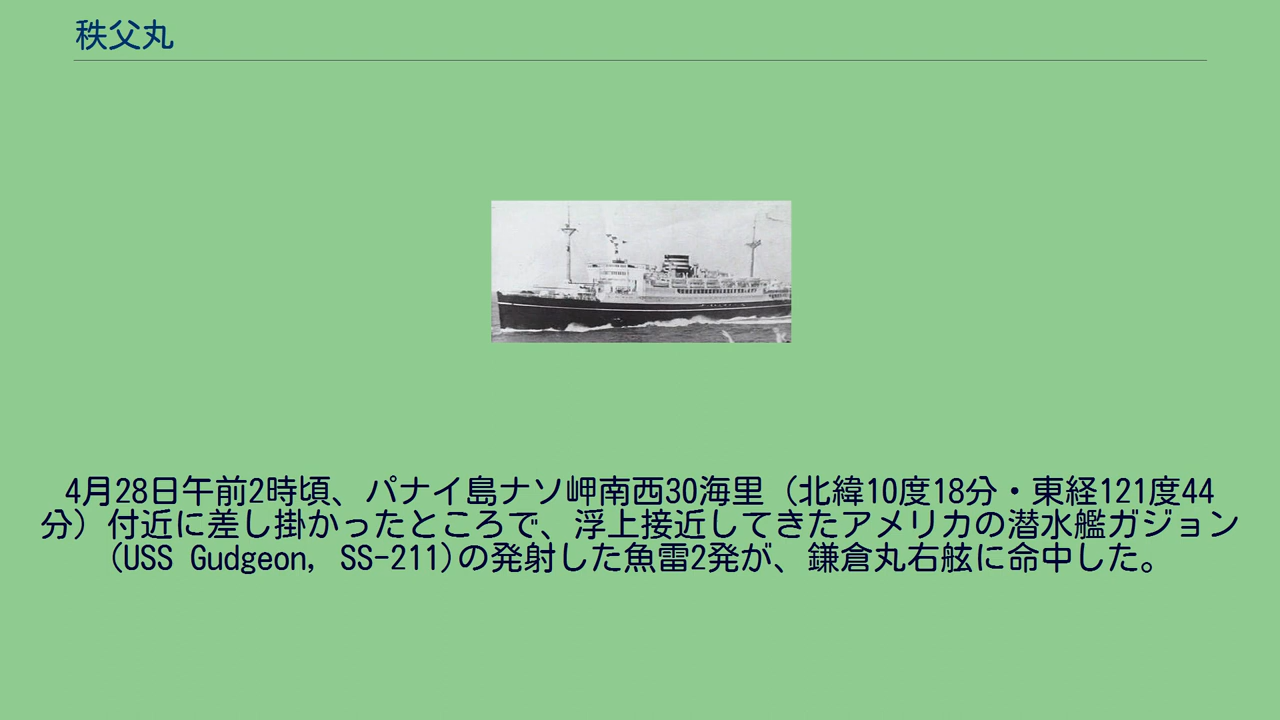 秩父丸
4月28日午前2時頃、パナイ島ナソ岬南西30海里（北緯10度18分・東経121度44
分）付近に差し掛かったところで、浮上接近してきたアメリカの潜水艦ガジョン
(USS Gudgeon, SS-211)の発射した魚雷2発が、鎌倉丸右舷に命中した。